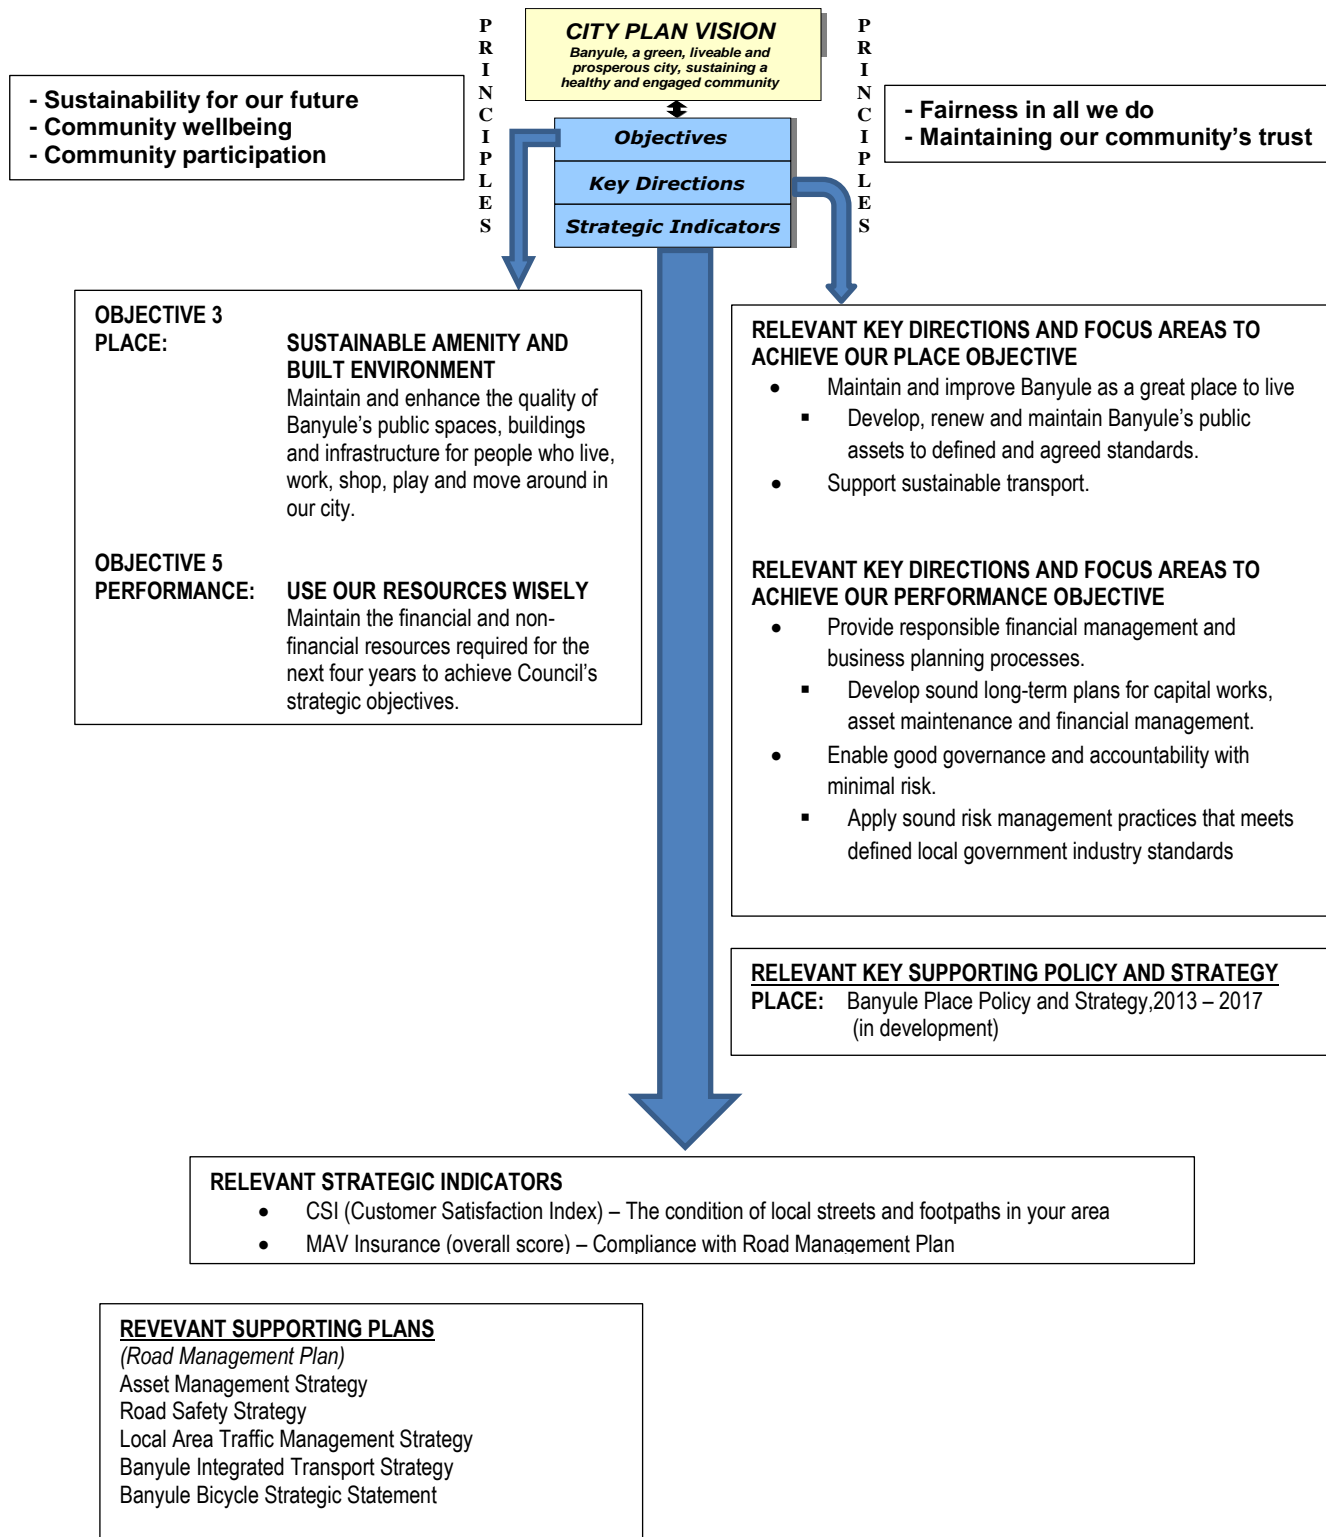 PRINCIPLES
CITY PLAN VISION
Banyule, a green, liveable and
prosperous city, sustaining a
healthy and engaged community
PRINCIPLES
- Sustainability for our future
- Community wellbeing
- Community participation
- Fairness in all we do
- Maintaining our community’s trust
Objectives
Key Directions
Strategic Indicators
OBJECTIVE 3
PLACE: SUSTAINABLE AMENITY AND
BUILT ENVIRONMENT
Maintain and enhance the quality of
Banyule’s public spaces, buildings
and infrastructure for people who live,
work, shop, play and move around in
our city.
OBJECTIVE 5
PERFORMANCE: USE OUR RESOURCES WISELY
Maintain the financial and non-
financial resources required for the
next four years to achieve Council’s
strategic objectives.
RELEVANT KEY DIRECTIONS AND FOCUS AREAS TO
ACHIEVE OUR PLACE OBJECTIVE
• Maintain and improve Banyule as a great place to live
▪ Develop, renew and maintain Banyule’s public
assets to defined and agreed standards.
• Support sustainable transport.
RELEVANT KEY DIRECTIONS AND FOCUS AREAS TO
ACHIEVE OUR PERFORMANCE OBJECTIVE
• Provide responsible financial management and
business planning processes.
▪ Develop sound long-term plans for capital works,
asset maintenance and financial management.
• Enable good governance and accountability with
minimal risk.
▪ Apply sound risk management practices that meets
defined local government industry standards
RELEVANT KEY SUPPORTING POLICY AND STRATEGY
PLACE: Banyule Place Policy and Strategy,2013 – 2017
(in development)
RELEVANT STRATEGIC INDICATORS
• CSI (Customer Satisfaction Index) – The condition of local streets and footpaths in your area
• MAV Insurance (overall score) – Compliance with Road Management Plan
REVEVANT SUPPORTING PLANS
(Road Management Plan)
Asset Management Strategy
Road Safety Strategy
Local Area Traffic Management Strategy
Banyule Integrated Transport Strategy
Banyule Bicycle Strategic Statement